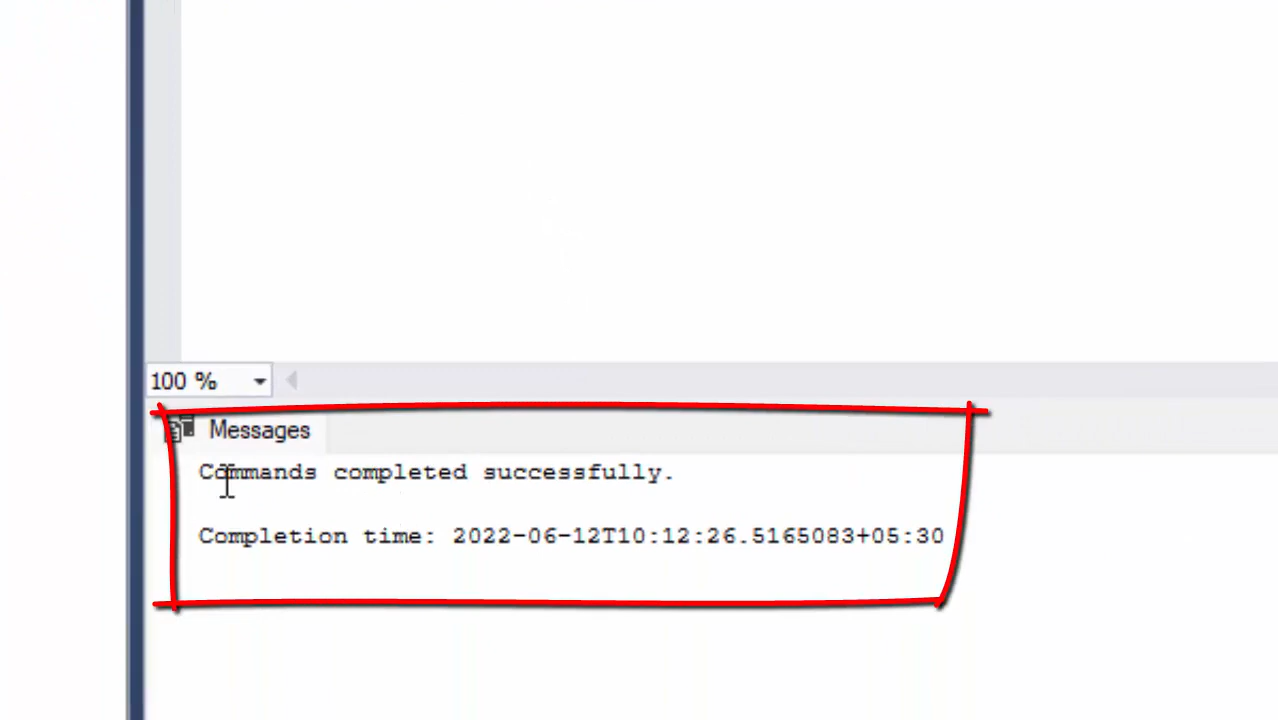 100 %
Messages
Commands completed successfully.
Completion time: 2022-06-12T10:12:26.5165083+05:30